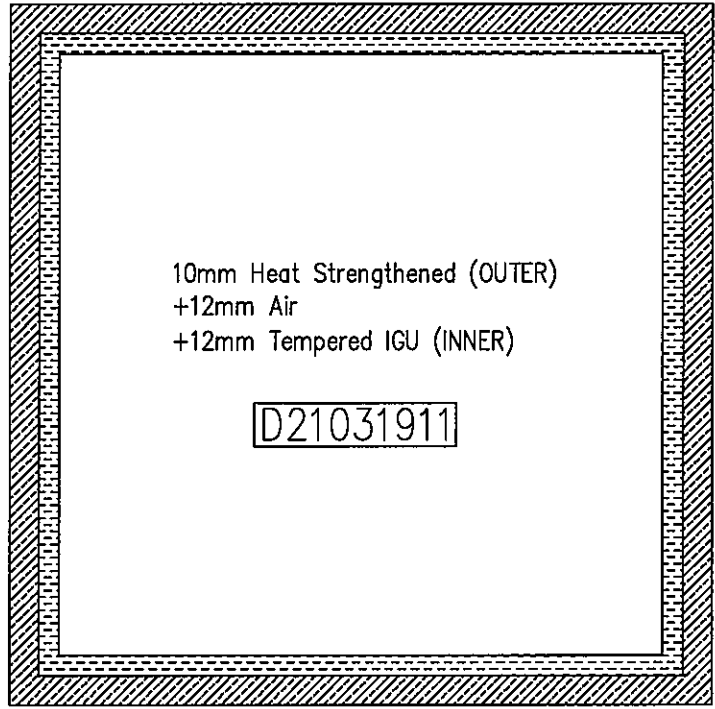 10mm Heat Strengthened (OUTER)
+12mm Air
+12mm Tempered IGU (INNER)
D21031911